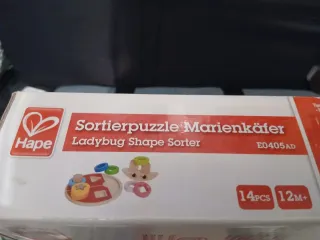 Hape
Sortierpuzzle Marienkäfer
Ladybug Shape Sorter
E0405AD
14PCS
12M+